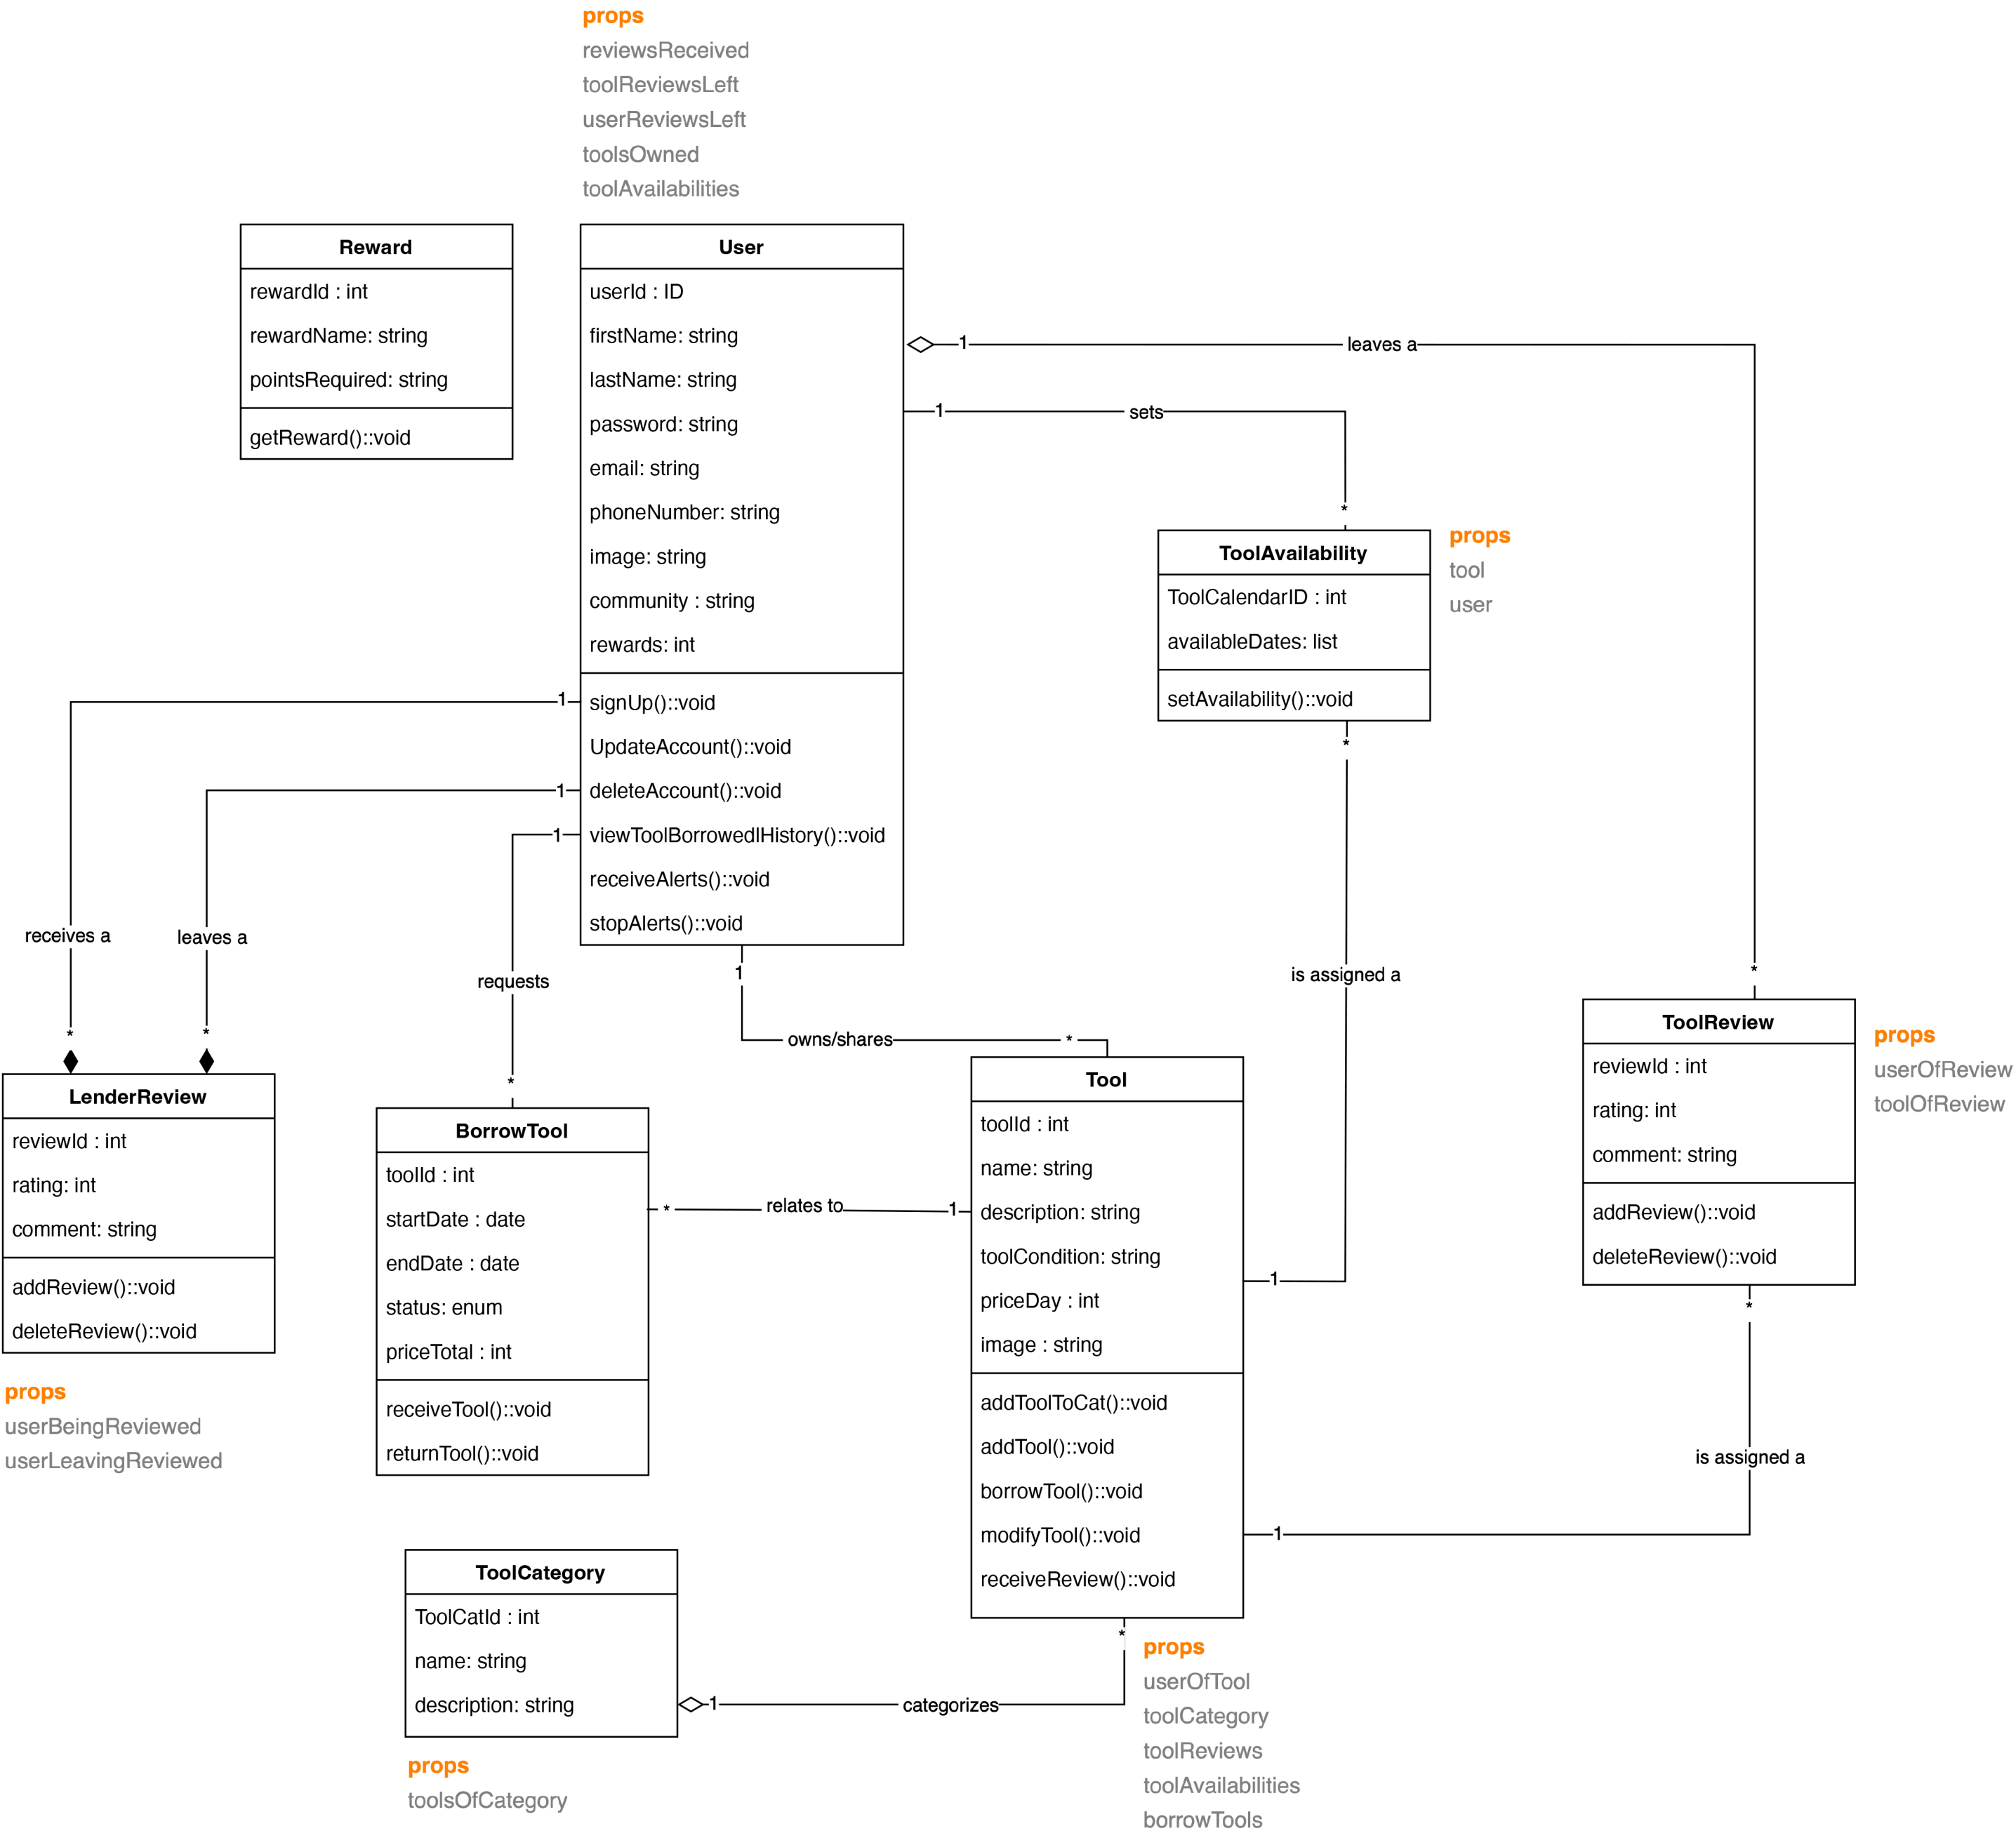 props
reviewsReceived
toolReviewsLeft
userReviewsLeft
toolsOwned
toolAvailabilities
Reward
rewardId : int
rewardName: string
pointsRequired: string
getReward()::void
User
userId : ID
firstName: string
lastName: string
password: string
email: string
phoneNumber: string
image: string
community : string
rewards: int
signUp()::void
UpdateAccount()::void
deleteAccount()::void
viewToolBorrowedlHistory()::void
receiveAlerts()::void
stopAlerts()::void
1
leaves a
*
1
sets
*
ToolAvailability
ToolCalendarID : int
availableDates: list
setAvailability()::void
props
tool
user
*
is assigned a
1
1
receives a
*
1
leaves a
*
1
requests
*
1
owns/shares
*
LenderReview
reviewId : int
rating: int
comment: string
addReview()::void
deleteReview()::void
props
userBeingReviewed
userLeavingReviewed
BorrowTool
toolId : int
startDate : date
endDate : date
status: enum
priceTotal : int
receiveTool()::void
returnTool()::void
*
relates to
1
Tool
toolId : int
name: string
description: string
toolCondition: string
priceDay : int
image : string
addToolToCat()::void
addTool()::void
borrowTool()::void
modifyTool()::void
receiveReview()::void
ToolReview
reviewId : int
rating: int
comment: string
addReview()::void
deleteReview()::void
props
userOfReview
toolOfReview
*
is assigned a
1
ToolCategory
ToolCatId : int
name: string
description: string
props
toolsOfCategory
1
categorizes
*
props
userOfTool
toolCategory
toolReviews
toolAvailabilities
borrowTools